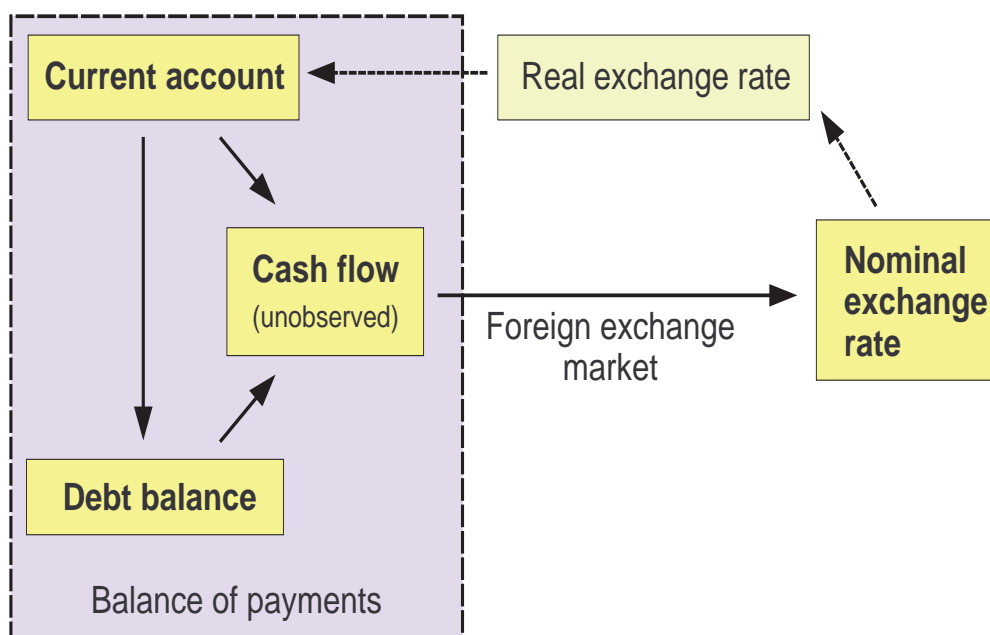 Current account
Real exchange rate
Cash flow
(unobserved)
Nominal
exchange
rate
Foreign exchange
market
Debt balance
Balance of payments